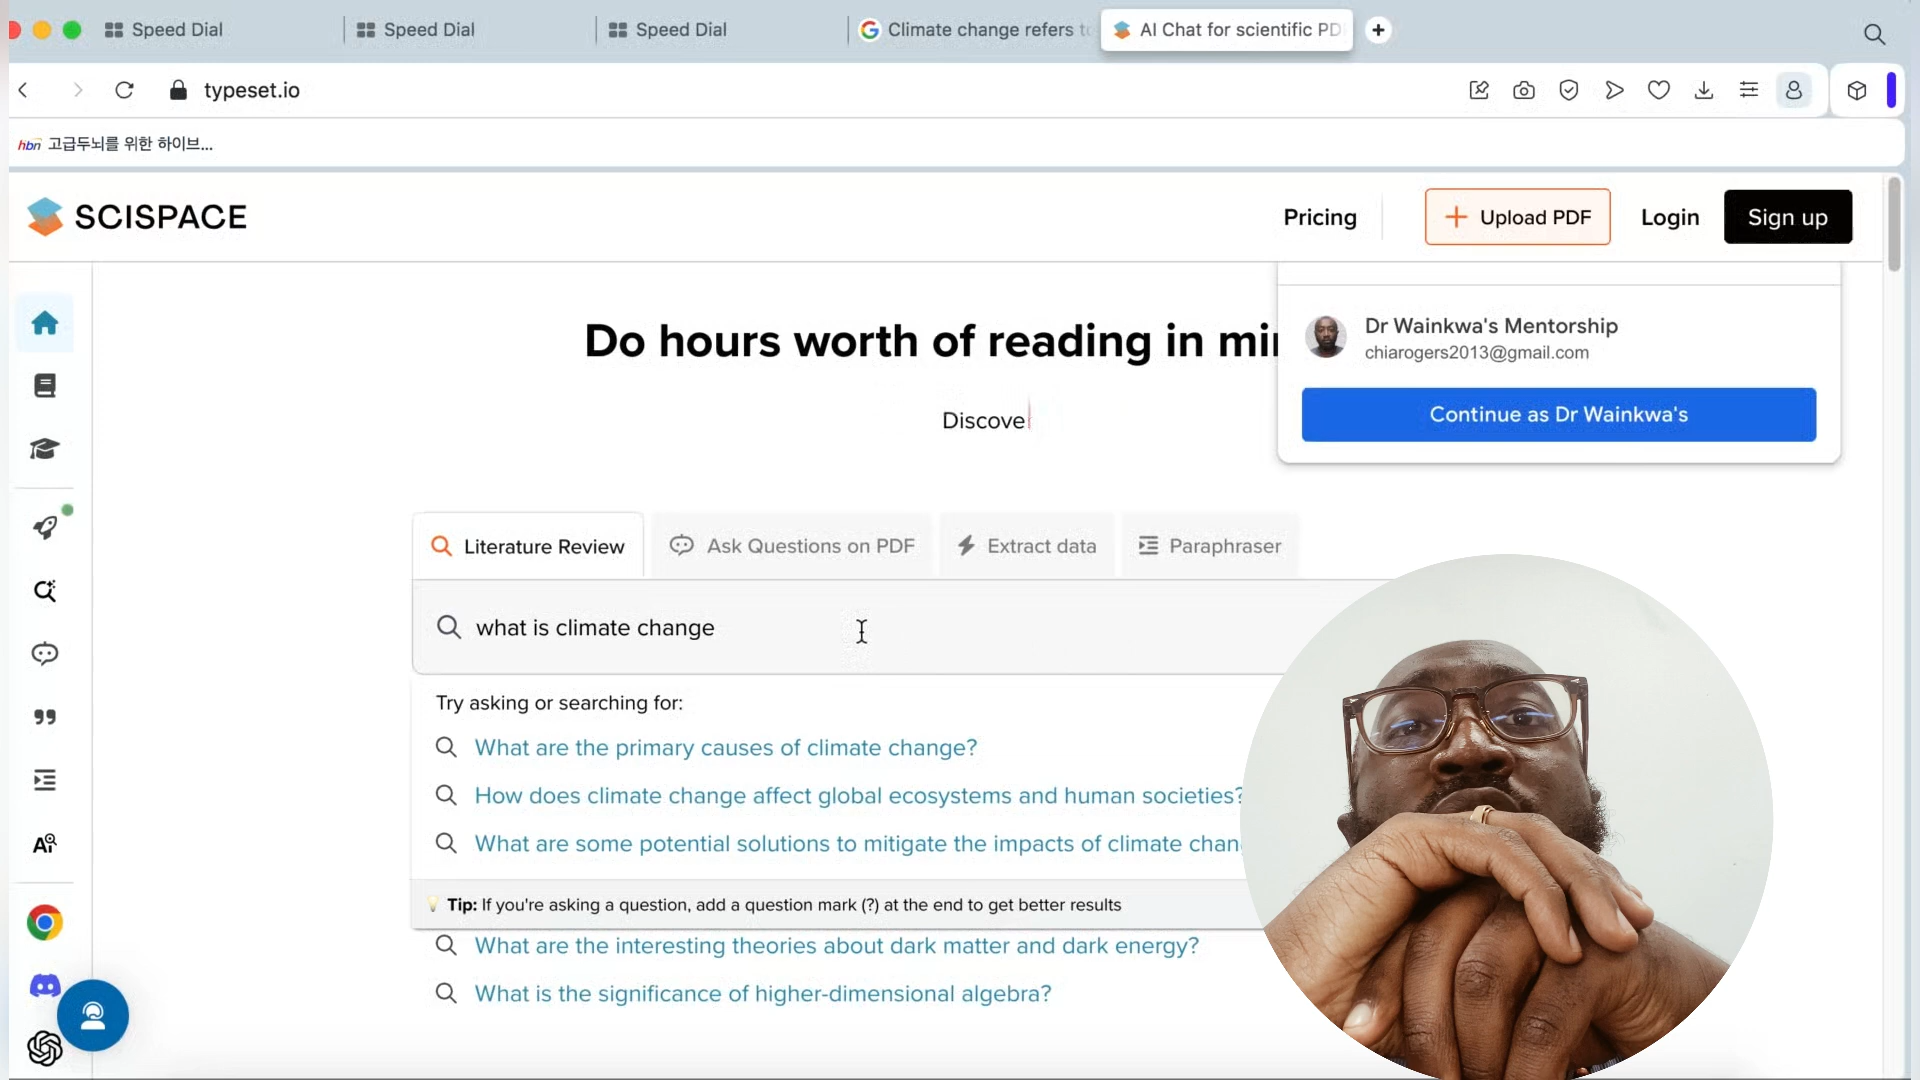 Speed Dial
Speed Dial
Speed Dial
Climate change refers to
AI Chat for scientific PD
typeset.io
hbn 고급두뇌를 위한 하이브...
SCISPACE
Pricing
Upload PDF
Login
Sign up
Do hours worth of reading in min
Discove
Dr Wainkwa's Mentorship
chiarogers2013@gmail.com
Continue as Dr Wainkwa's
Literature Review
Ask Questions on PDF
Extract data
Paraphraser
what is climate change
Try asking or searching for:
What are the primary causes of climate change?
How does climate change affect global ecosystems and human societies?
What are some potential solutions to mitigate the impacts of climate chan
Tip: If you're asking a question, add a question mark (?) at the end to get better results
What are the interesting theories about dark matter and dark energy?
What is the significance of higher-dimensional algebra?